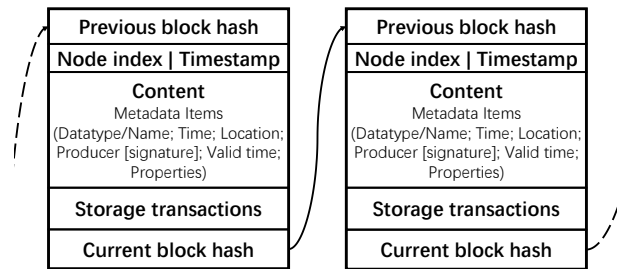 Previous block hash
Node index | Timestamp
Content
Metadata Items
(Datatype/Name; Time; Location;
Producer [signature]; Valid time;
Properties)
Storage transactions
Current block hash
Previous block hash
Node index | Timestamp
Content
Metadata Items
(Datatype/Name; Time; Location;
Producer [signature]; Valid time;
Properties)
Storage transactions
Current block hash